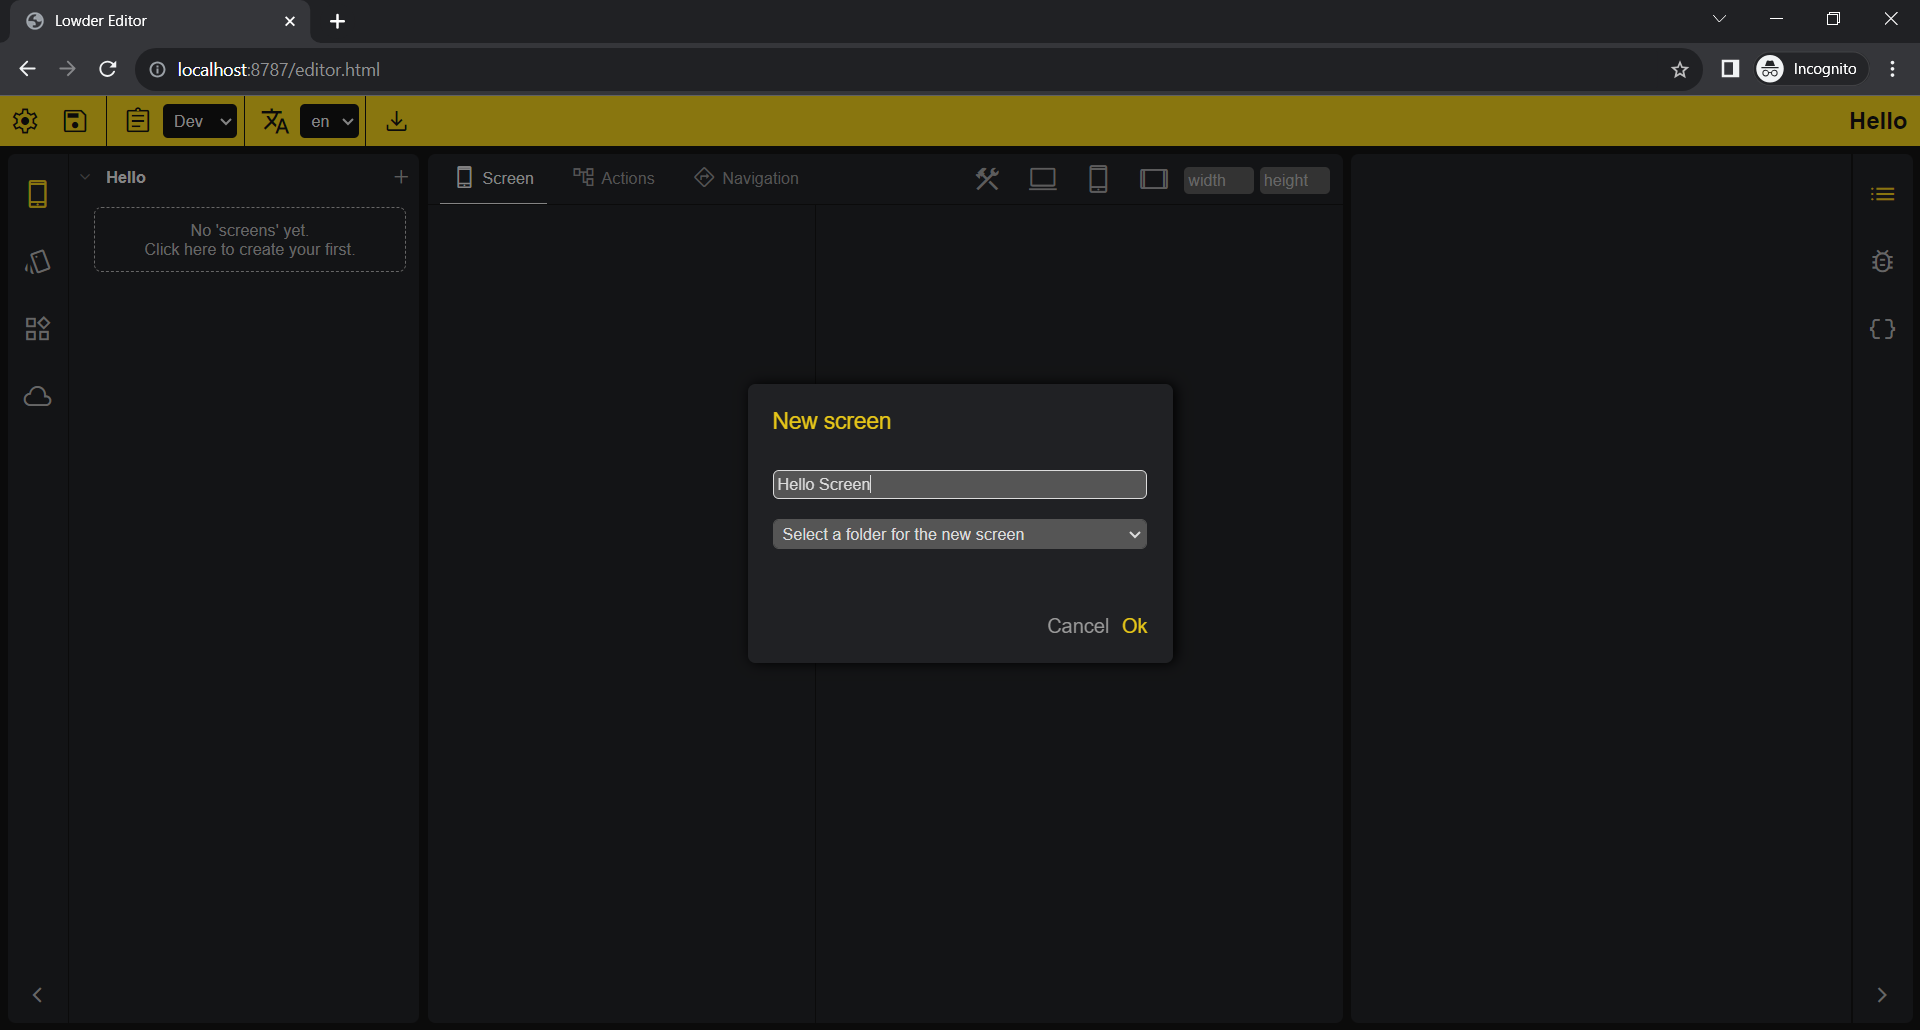 Lowder Editor
localhost:8787/editor.html
Incognito
Dev
en
Hello
Hello
No 'screens' yet.
Click here to create your first.
Screen
Actions
Navigation
width
height
New screen
Hello Screen
Select a folder for the new screen
Cancel Ok